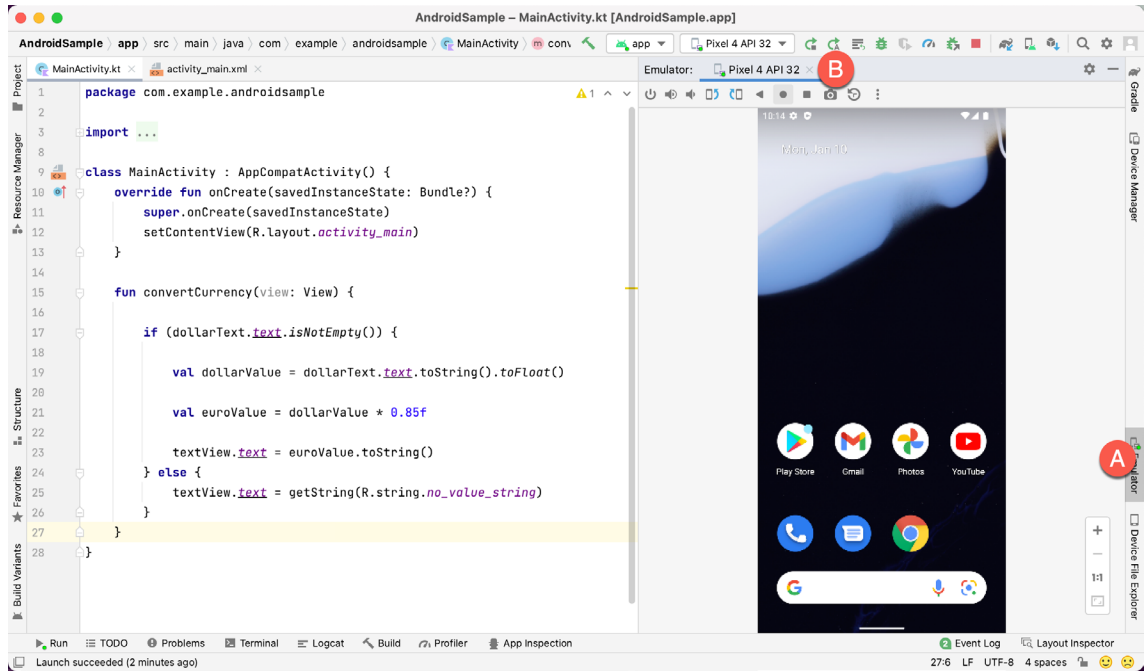 AndroidSample – MainActivity.kt [AndroidSample.app]
AndroidSample app src main java com example androidsample MainActivity conv app Pixel 4 API 32
MainActivity.kt activity_main.xml
Emulator: Pixel 4 API 32 B
1 package com.example.androidsample
1
2
3 import ...
8
9 class MainActivity : AppCompatActivity() {
10 override fun onCreate(savedInstanceState: Bundle?) {
11 super.onCreate(savedInstanceState)
12 setContentView(R.layout.activity_main)
13 }
14
15 fun convertCurrency(view: View) {
16
17 if (dollarText.text.isNotEmpty()) {
18
19 val dollarValue = dollarText.text.toString().toFloat()
20
21 val euroValue = dollarValue * 0.85f
22
23 textView.text = euroValue.toString()
24 } else {
25 textView.text = getString(R.string.no_value_string)
26 }
27 }
28 }
Project
Resource Manager
Structure
Favorites
Build Variants
10:14
Mon, Jan 10
Play Store Gmail Photos YouTube
G
+
–
1:1
Gradle
Device Manager
A
Device File Explorer
Run TODO Problems Terminal Logcat Build Profiler App Inspection 2 Event Log Layout Inspector
Launch succeeded (2 minutes ago) 27:6 LF UTF-8 4 spaces